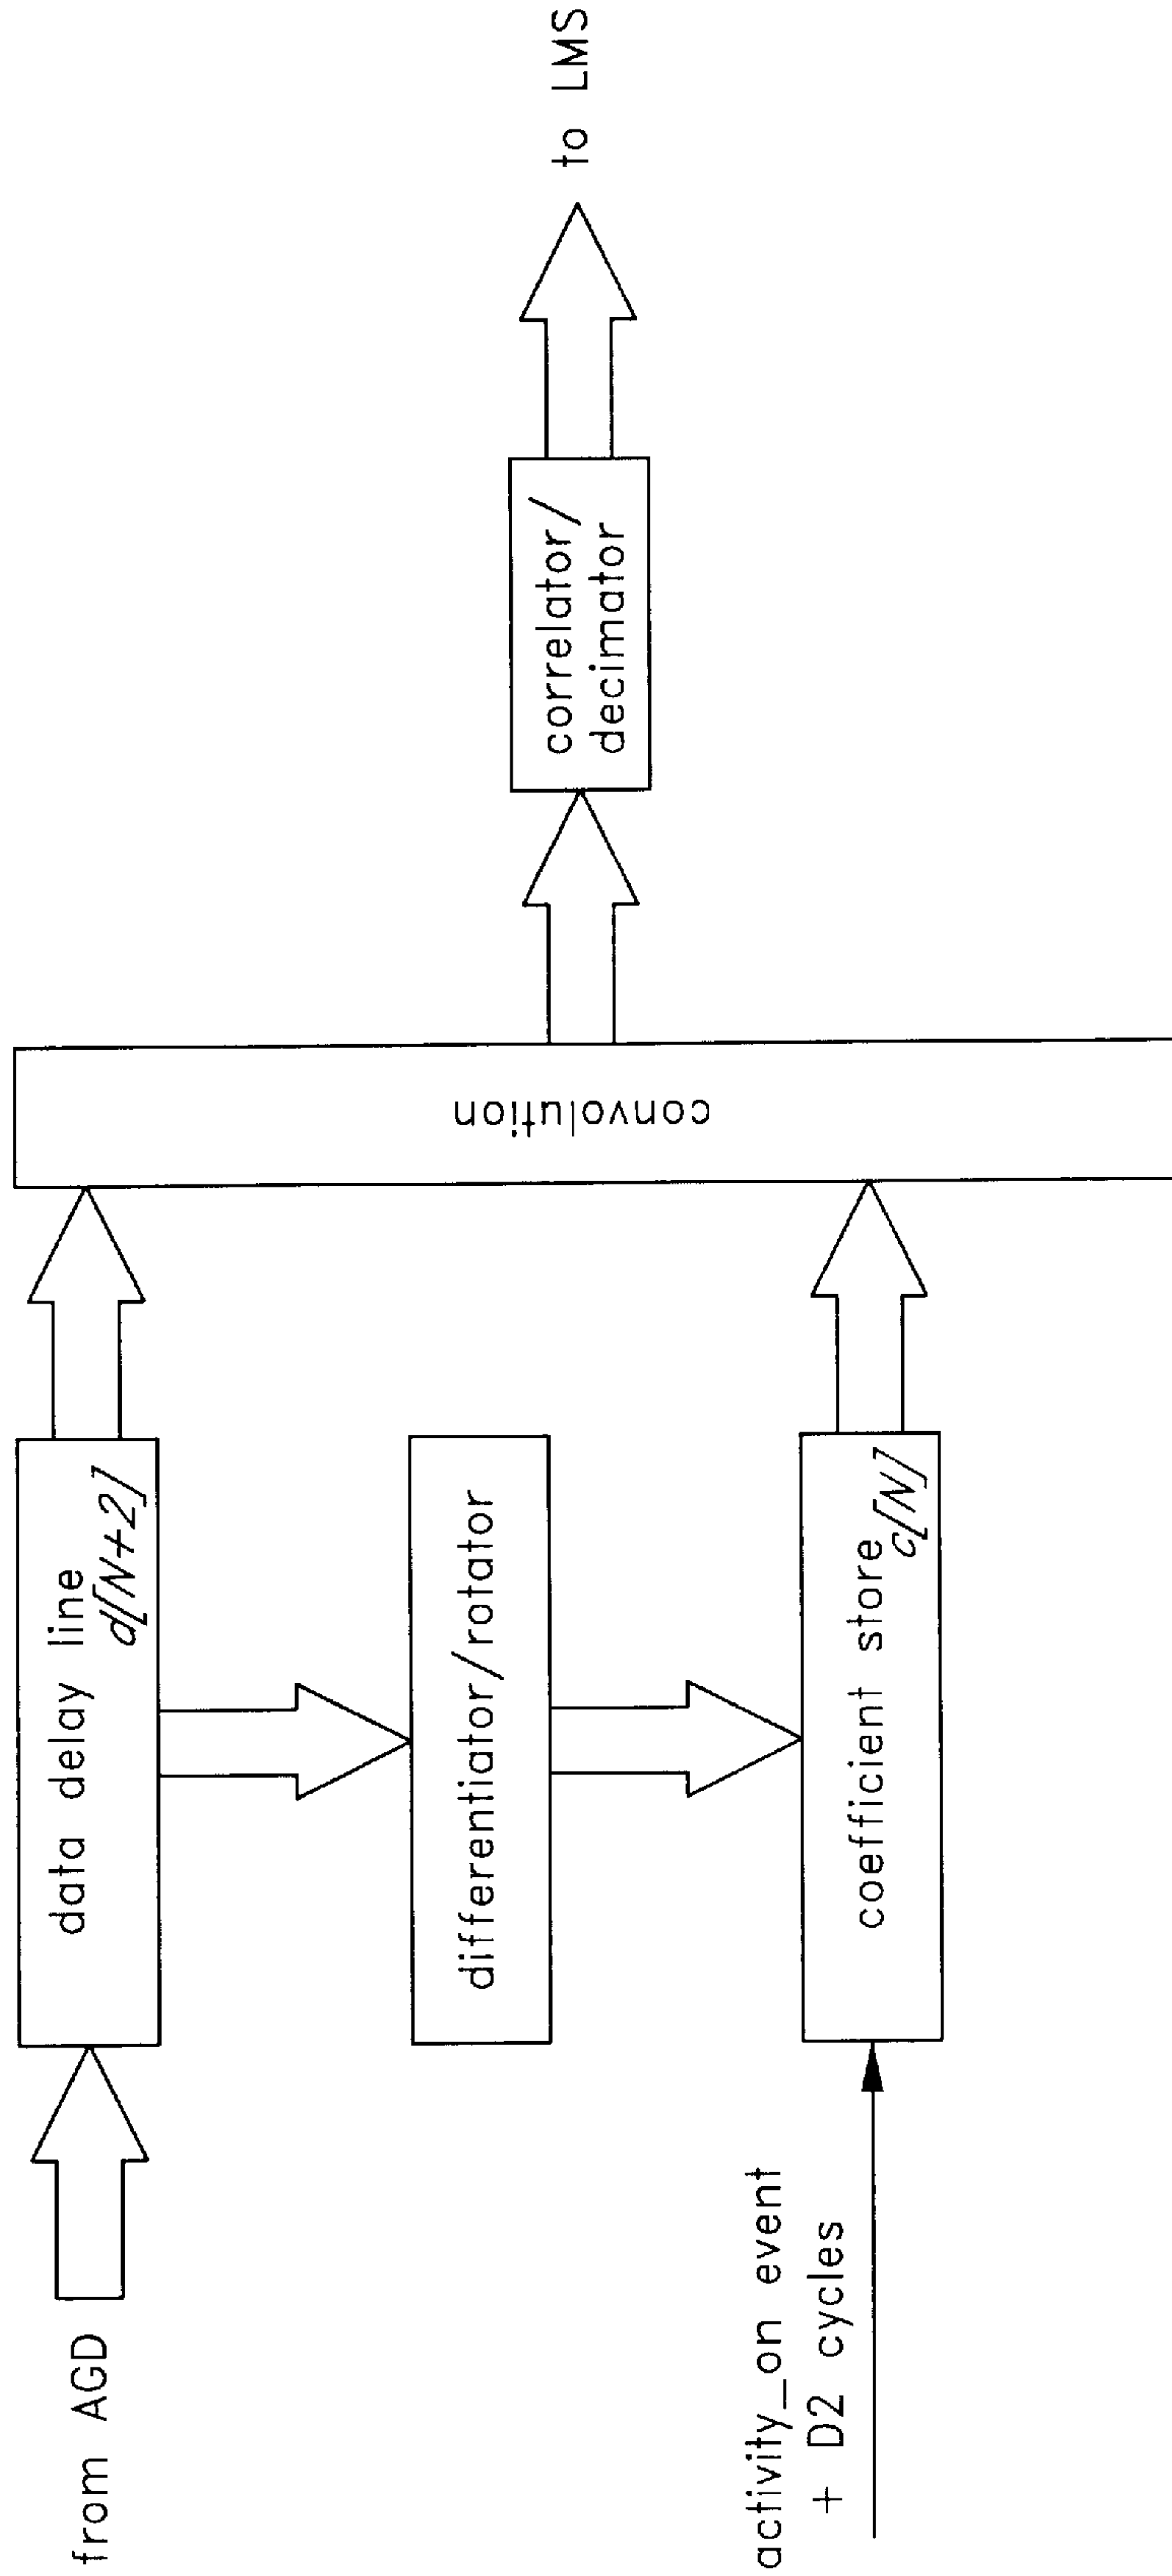 from AGD
data delay line
d[N+2]
differentiator/rotator
activity_on event
+ D2 cycles
coefficient store
c[N]
convolution
correlator/
decimator
to LMS